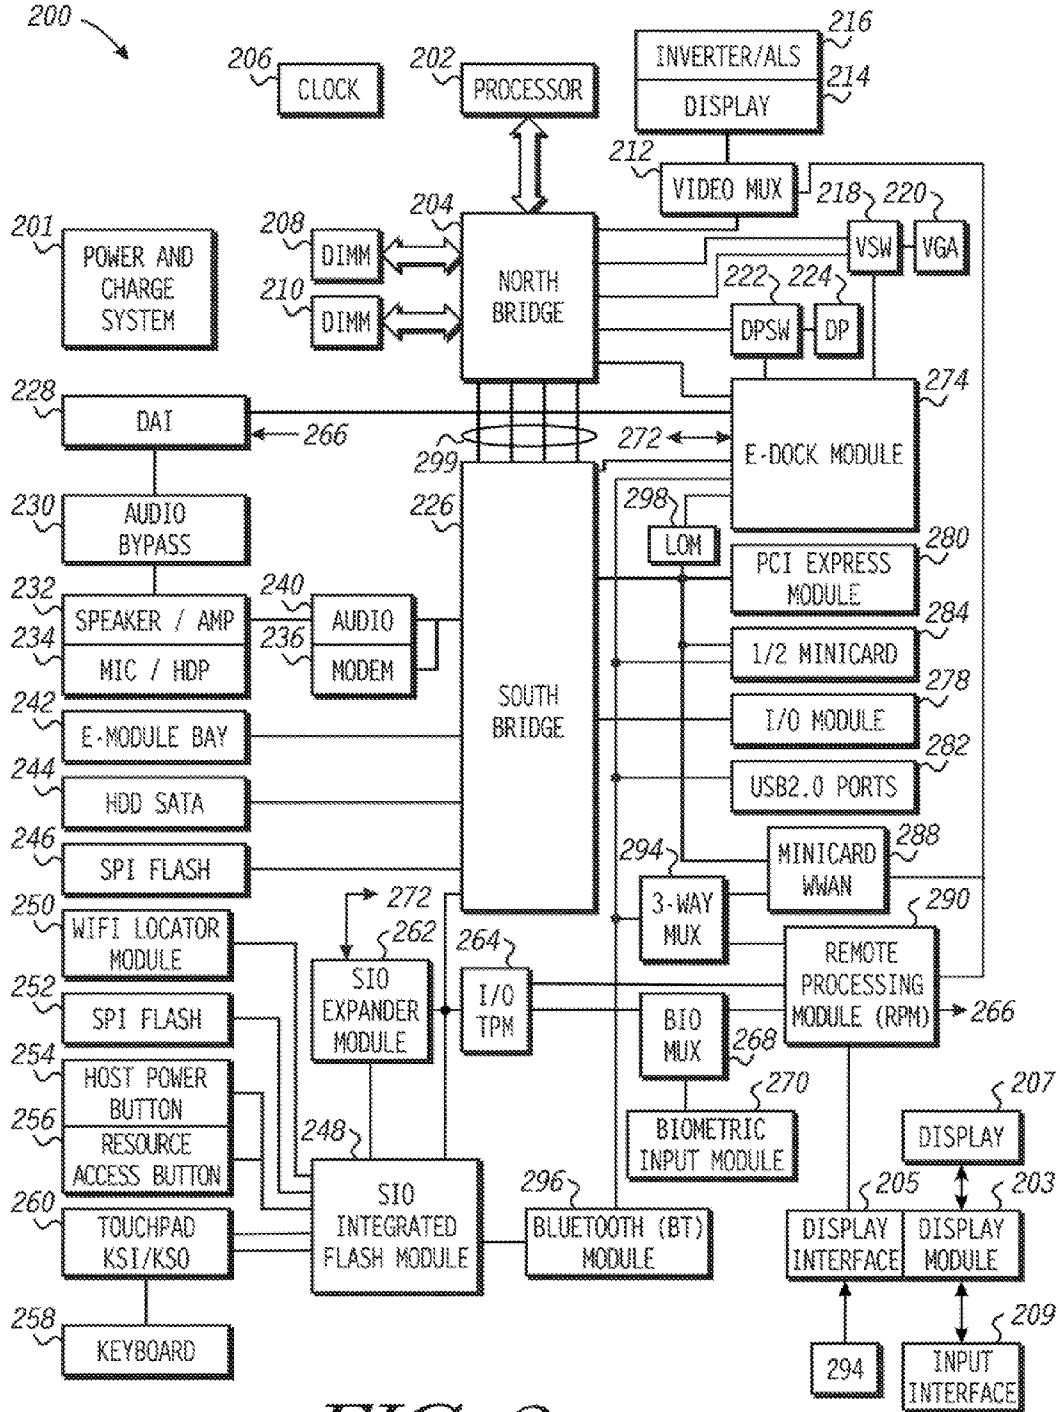 200
206
CLOCK
202
PROCESSOR
216
INVERTER/ALS
214
DISPLAY
212
VIDEO MUX
201
POWER AND
CHARGE
SYSTEM
208
DIMM
210
DIMM
204
NORTH
BRIDGE
218
VSW
220
VGA
222
DPSW
224
DP
228
DAI
266
299
272
274
E-DOCK MODULE
230
AUDIO
BYPASS
226
SOUTH
BRIDGE
298
LOM
280
PCI EXPRESS
MODULE
232
SPEAKER / AMP
234
MIC / HDP
240
AUDIO
236
MODEM
284
1/2 MINICARD
242
E-MODULE BAY
278
I/O MODULE
244
HDD SATA
282
USB2.0 PORTS
246
SPI FLASH
294
3-WAY
MUX
288
MINICARD
WWAN
250
WIFI LOCATOR
MODULE
272
262
SIO
EXPANDER
MODULE
264
I/O
TPM
290
REMOTE
PROCESSING
MODULE (RPM)
266
252
SPI FLASH
BIO
MUX
268
254
HOST POWER
BUTTON
256
RESOURCE
ACCESS BUTTON
270
BIOMETRIC
INPUT MODULE
207
DISPLAY
248
SIO
INTEGRATED
FLASH MODULE
260
TOUCHPAD
KSI/KSO
296
BLUETOOTH (BT)
MODULE
205
DISPLAY
INTERFACE
203
DISPLAY
MODULE
258
KEYBOARD
294
209
INPUT
INTERFACE